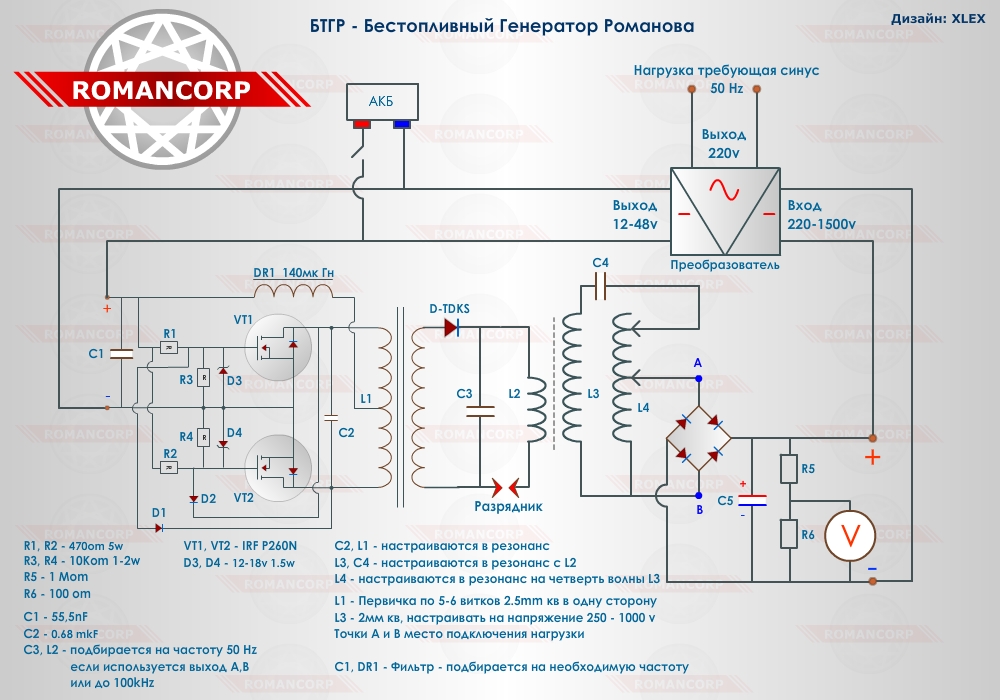 БТГР - Бестопливный Генератор Романова
Дизайн: XLEX
ROMANCORP
АКБ
Нагрузка требующая синус
50 Hz
Выход
220v
Выход
12-48v
Вход
220-1500v
Преобразователь
DR1 140мк Гн
C4
D-TDKS
VT1
+
C1
R1
R
R3
R
D3
L1
C3
L2
L3
L4
A
-
R4
R
D4
C2
R2
R
VT2
D2
D1
Разрядник
B
+
C5
-
R5
R6
V
+
-
R1, R2 - 470om 5w
R3, R4 - 10Kom 1-2w
R5 - 1 Mom
R6 - 100 om
C1 - 55,5nF
C2 - 0.68 mkF
C3, L2 - подбирается на частоту 50 Hz
если используется выход A,B
или до 100kHz
VT1, VT2 - IRF P260N
D3, D4 - 12-18v 1.5w
C2, L1 - настраиваются в резонанс
L3, C4 - настраиваются в резонанс с L2
L4 - настраиваются в резонанс на четверть волны L3
L1 - Первичка по 5-6 витков 2.5mm кв в одну сторону
L3 - 2мм кв, настраивать на напряжение 250 - 1000 v
Точки А и В место подключения нагрузки
C1, DR1 - Фильтр - подбирается на необходимую частоту